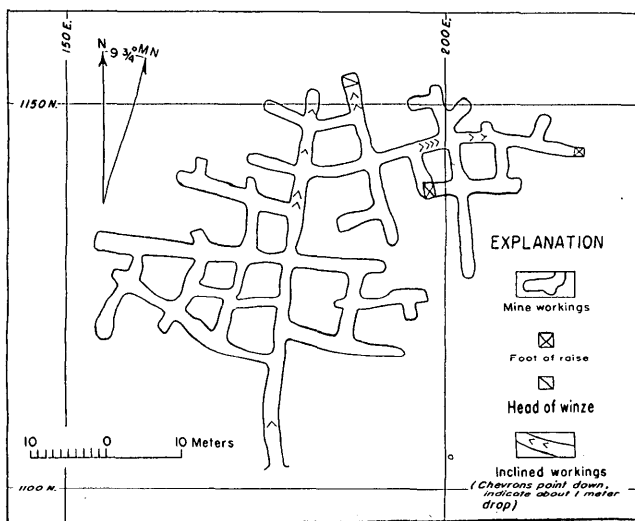 150 E.
200 E.
N
9 3/4° MN
1150 N.
EXPLANATION
Mine workings
Foot of raise
Head of winze
Inclined workings
(Chevrons point down,
indicate about 1 meter
drop)
10 0 10 Meters
1100 N.